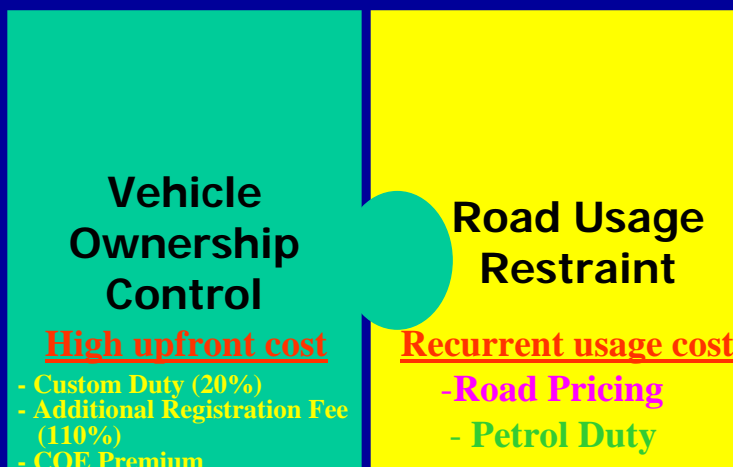 Vehicle
Ownership
Control
High upfront cost
- Custom Duty (20%)
- Additional Registration Fee
(110%)
- COE Premium
Road Usage
Restraint
Recurrent usage cost
-Road Pricing
- Petrol Duty